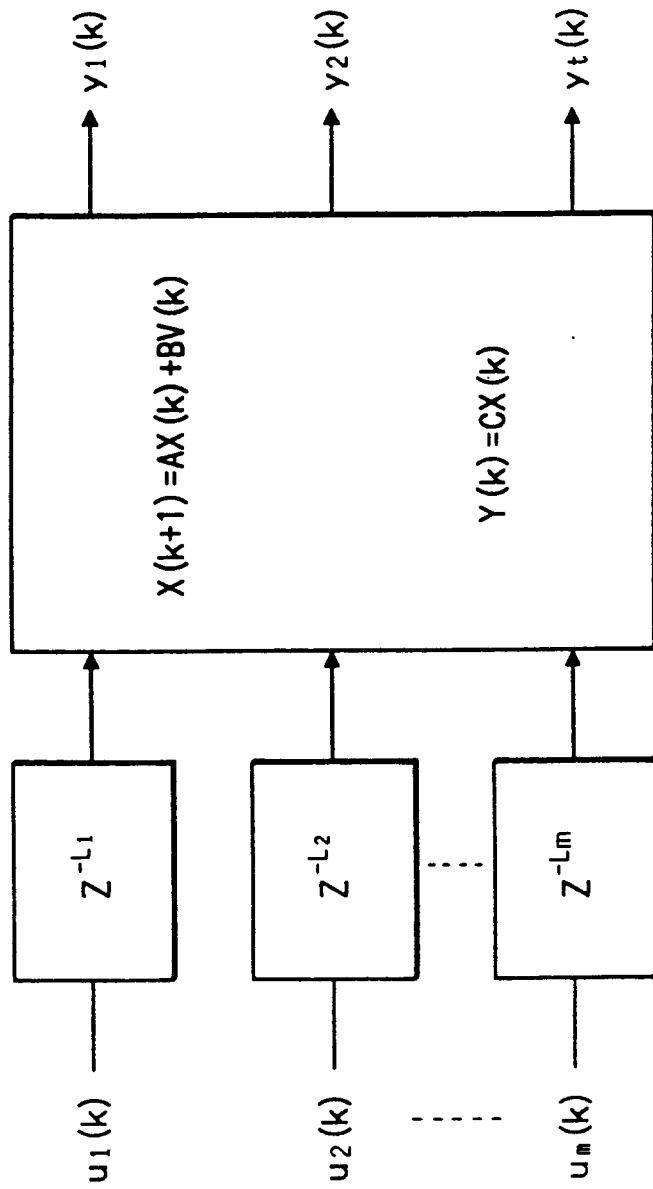 u1(k)
Z^-L1
X(k+1)=AX(k)+BV(k)
y1(k)
u2(k)
Z^-L2
y2(k)
um(k)
Z^-Lm
Y(k)=CX(k)
yt(k)